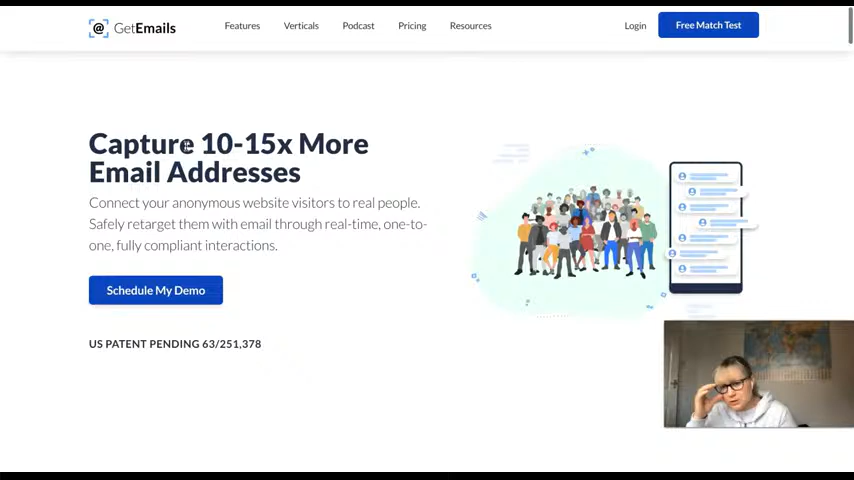 GetEmails
Features
Verticals
Podcast
Pricing
Resources
Login
Free Match Test
Capture 10-15x More
Email Addresses
Connect your anonymous website visitors to real people.
Safely retarget them with email through real-time, one-to-
one, fully compliant interactions.
Schedule My Demo
US PATENT PENDING 63/251,378